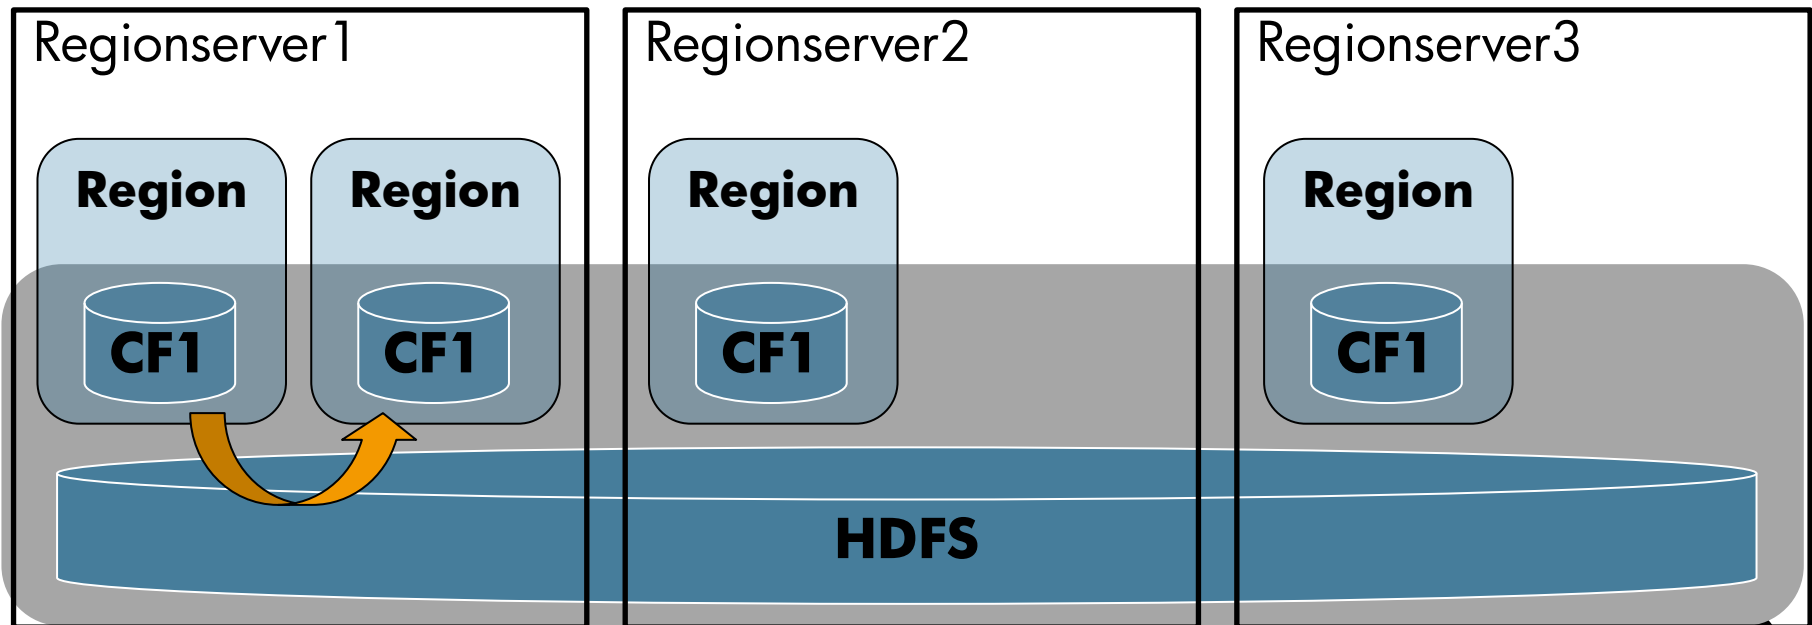 Regionserver1
Regionserver2
Regionserver3
Region
Region
Region
Region
CF1
CF1
CF1
CF1
HDFS